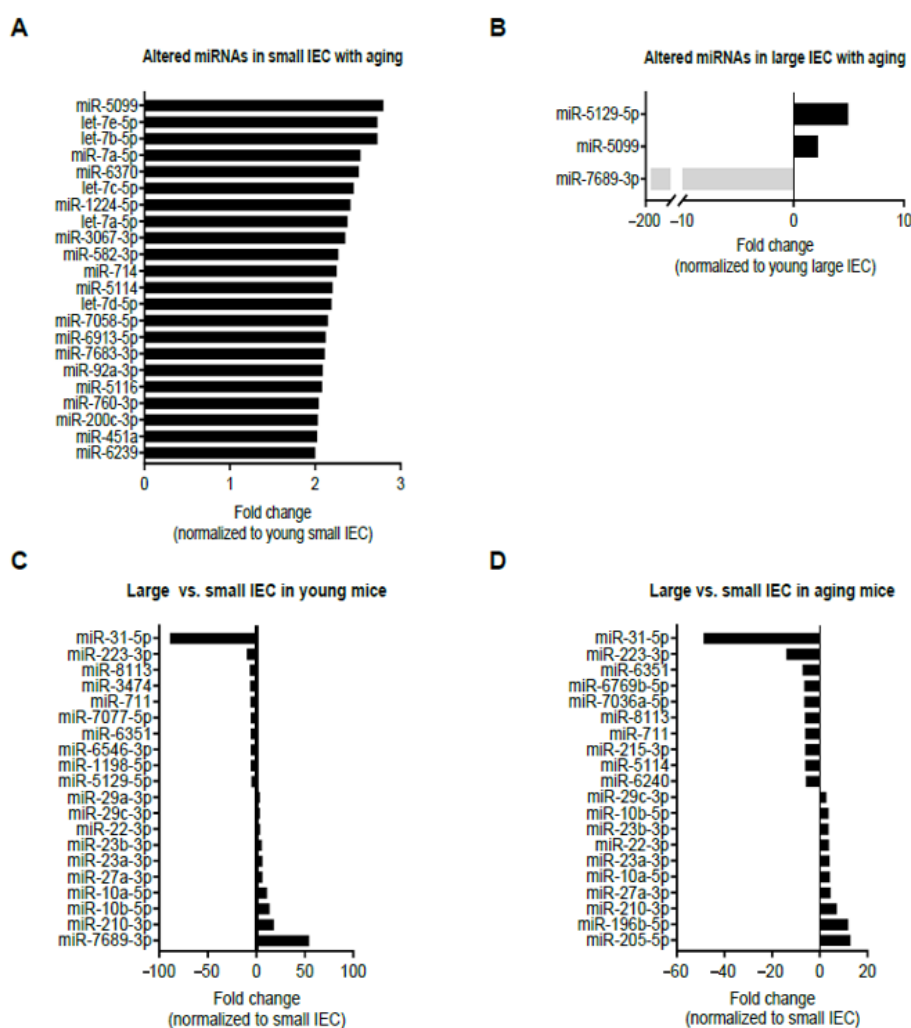 A
Altered miRNAs in small IEC with aging
miR-5099
let-7e-5p
let-7b-5p
miR-7a-5p
miR-6370
let-7c-5p
miR-1224-5p
let-7a-5p
miR-3067-3p
miR-582-3p
miR-714
miR-5114
let-7d-5p
miR-7058-5p
miR-6913-5p
miR-7683-3p
miR-92a-3p
miR-5116
miR-760-3p
miR-200c-3p
miR-451a
miR-6239
0 1 2 3
Fold change
(normalized to young small IEC)
B
Altered miRNAs in large IEC with aging
miR-5129-5p
miR-5099
miR-7689-3p
−200 −10 0 10
Fold change
(normalized to young large IEC)
C
Large vs. small IEC in young mice
miR-31-5p
miR-223-3p
miR-8113
miR-3474
miR-711
miR-7077-5p
miR-6351
miR-6546-3p
miR-1198-5p
miR-5129-5p
miR-29a-3p
miR-29c-3p
miR-22-3p
miR-23b-3p
miR-23a-3p
miR-27a-3p
miR-10a-5p
miR-10b-5p
miR-210-3p
miR-7689-3p
−100 −50 0 50 100
Fold change
(normalized to small IEC)
D
Large vs. small IEC in aging mice
miR-31-5p
miR-223-3p
miR-6351
miR-6769b-5p
miR-7036a-5p
miR-8113
miR-711
miR-215-3p
miR-5114
miR-6240
miR-29c-3p
miR-10b-5p
miR-23b-3p
miR-22-3p
miR-23a-3p
miR-10a-5p
miR-27a-3p
miR-210-3p
miR-196b-5p
miR-205-5p
−60 −40 −20 0 20
Fold change
(normalized to small IEC)